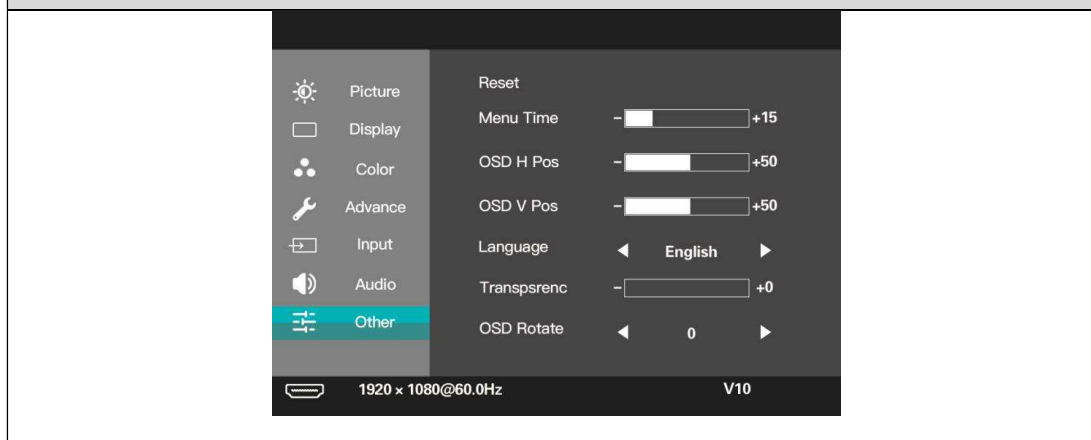 Picture
Display
Color
Advance
Input
Audio
Other
Reset
Menu Time - +15
OSD H Pos - +50
OSD V Pos - +50
Language English
Transpsrenc - +0
OSD Rotate 0
1920 × 1080@60.0Hz V10